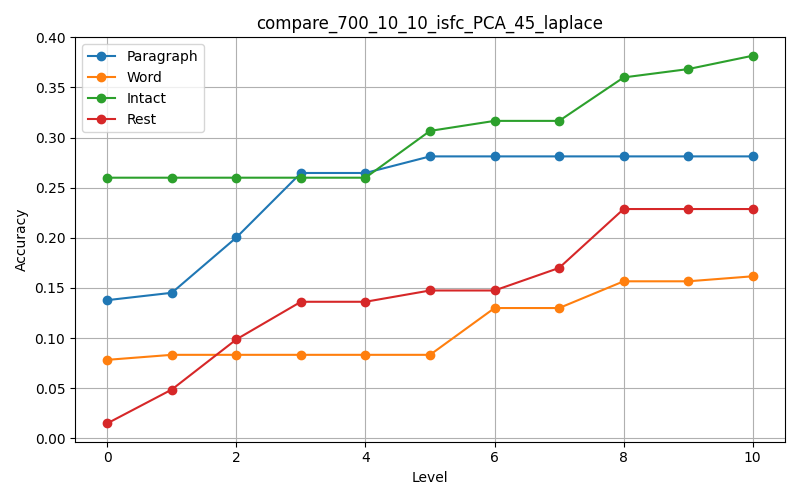 compare_700_10_10_isfc_PCA_45_laplace
Accuracy
0.40
0.35
0.30
0.25
0.20
0.15
0.10
0.05
0.00
Paragraph
Word
Intact
Rest
0 2 4 6 8 10
Level